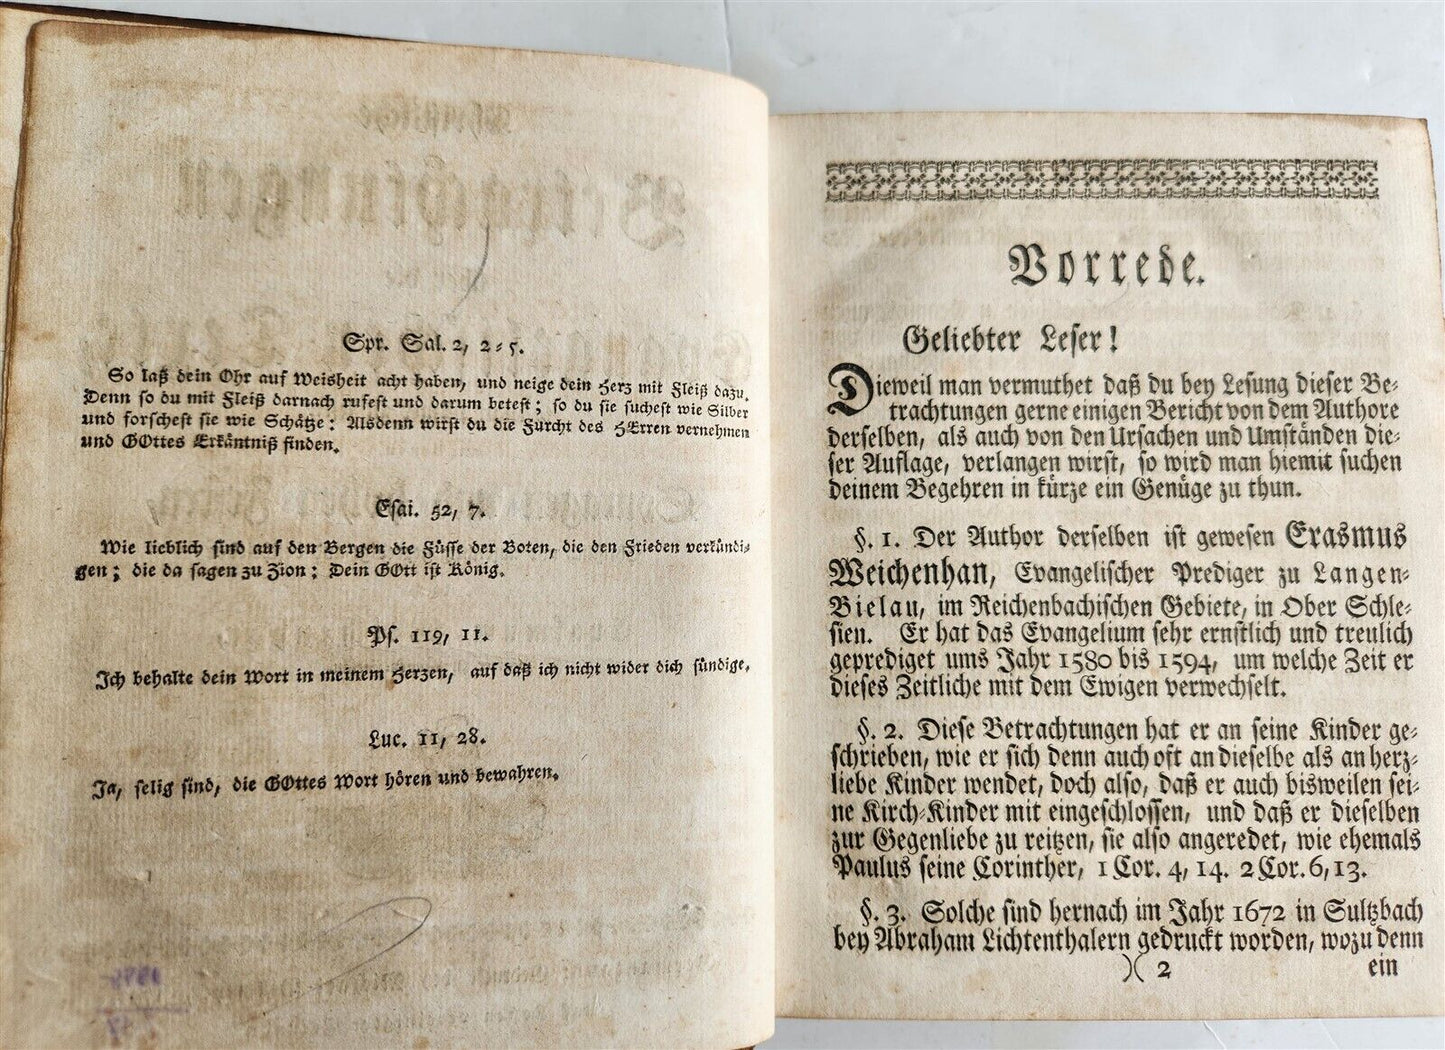 Spr. Sal. 2, 2-5.
So laß dein Ohr auf Weisheit acht haben, und neige dein Herz mit Fleiß dazu.
Denn so du mit Fleiß darnach rufest und darum betest; so du sie suchest wie Silber
und forschest sie wie Schätze: Alsdenn wirst du die Furcht des HErren vernehmen
und GOttes Erkäntniß finden.
Esai. 52, 7.
Wie lieblich sind auf den Bergen die Füsse der Boten, die den Frieden verkündi-
gen; die da sagen zu Zion: Dein GOtt ist König.
Ps. 119, 11.
Ich behalte dein Wort in meinem Herzen, auf daß ich nicht wider dich sündige.
Luc. 11, 28.
Ja, selig sind, die GOttes Wort hören und bewahren.
Vorrede.
Geliebter Leser!
Dieweil man vermuthet daß du bey Lesung dieser Be-
trachtungen gerne einigen Bericht von dem Authore
derselben, als auch von den Ursachen und Umständen die-
ser Auflage, verlangen wirst, so wird man hiemit suchen
deinem Begehren in kürze ein Genüge zu thun.
§. 1. Der Author derselben ist gewesen Erasmus
Weichenhan, Evangelischer Prediger zu Langen-
Bielau, im Reichenbachischen Gebiete, in Ober Schle-
sien. Er hat das Evangelium sehr ernstlich und treulich
geprediget ums Jahr 1580 bis 1594, um welche Zeit er
dieses Zeitliche mit dem Ewigen verwechselt.
§. 2. Diese Betrachtungen hat er an seine Kinder ge-
schrieben, wie er sich denn auch oft an dieselbe als an herz-
liebe Kinder wendet, doch also, daß er auch bisweilen sei-
ne Kirch-Kinder mit eingeschlossen, und daß er dieselben
zur Gegenliebe zu reitzen, sie also angeredet, wie ehemals
Paulus seine Corinther, 1 Cor. 4, 14. 2 Cor. 6, 13.
§. 3. Solche sind hernach im Jahr 1672 in Sultzbach
bey Abraham Lichtenthalern gedruckt worden, wozu denn
)( 2 ein